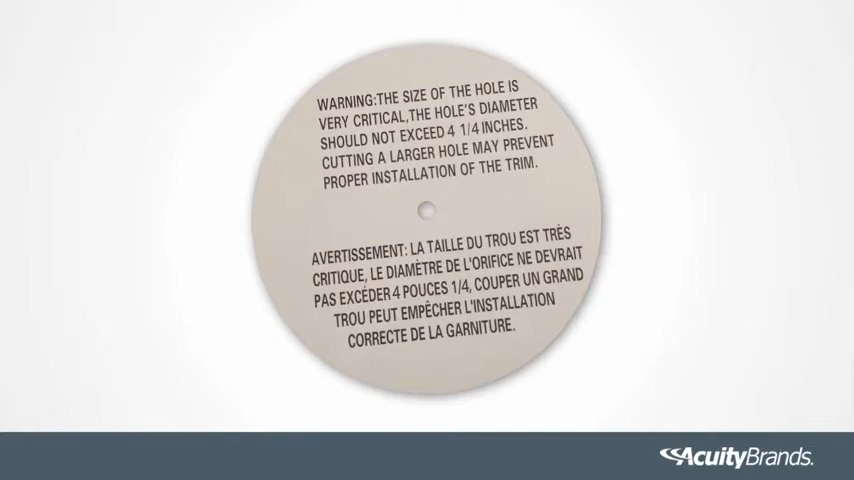 WARNING:THE SIZE OF THE HOLE IS
VERY CRITICAL,THE HOLE'S DIAMETER
SHOULD NOT EXCEED 4 1/4 INCHES.
CUTTING A LARGER HOLE MAY PREVENT
PROPER INSTALLATION OF THE TRIM.
AVERTISSEMENT: LA TAILLE DU TROU EST TRÈS
CRITIQUE, LE DIAMÈTRE DE L'ORIFICE NE DEVRAIT
PAS EXCÉDER 4 POUCES 1/4, COUPER UN GRAND
TROU PEUT EMPÊCHER L'INSTALLATION
CORRECTE DE LA GARNITURE.
AcuityBrands.